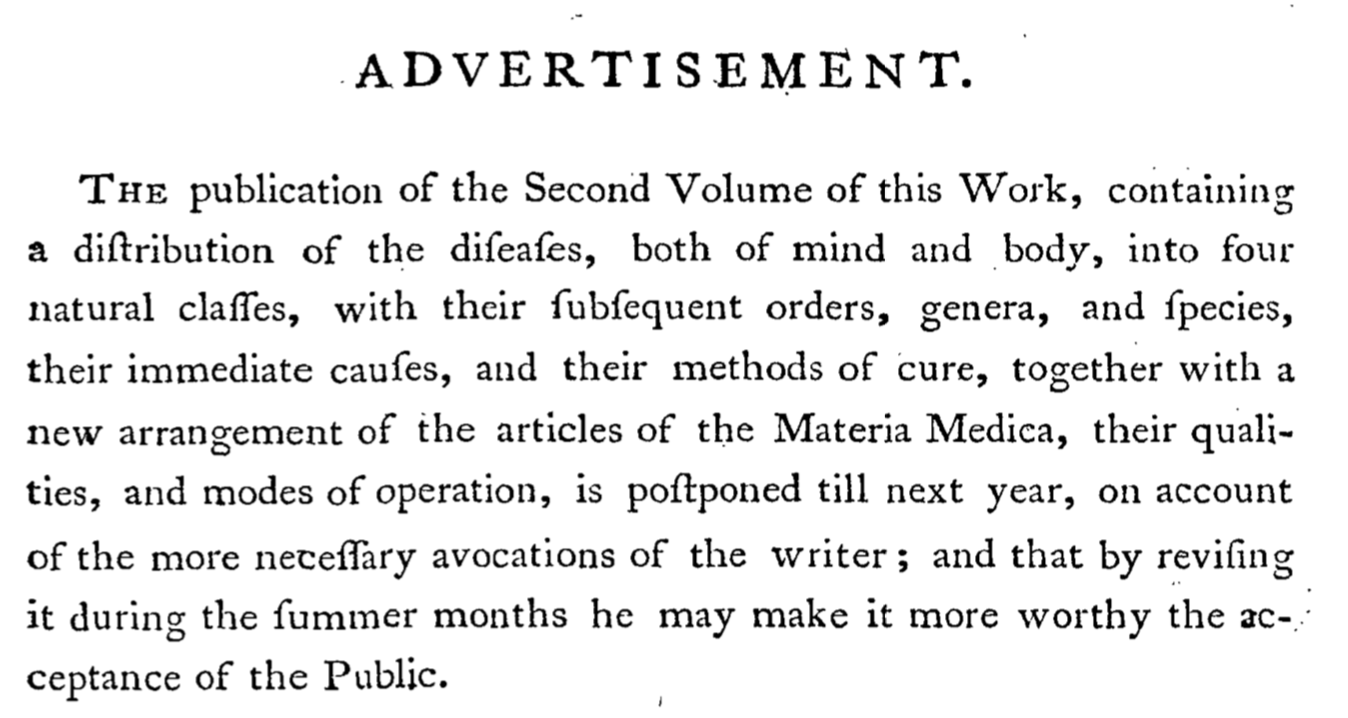 ADVERTISEMENT.
THE publication of the Second Volume of this Work, containing
a diſtribution of the diſeaſes, both of mind and body, into four
natural claſſes, with their ſubſequent orders, genera, and ſpecies,
their immediate cauſes, and their methods of cure, together with a
new arrangement of the articles of the Materia Medica, their quali-
ties, and modes of operation, is poſtponed till next year, on account
of the more neceſſary avocations of the writer; and that by reviſing
it during the ſummer months he may make it more worthy the ac-
ceptance of the Public.